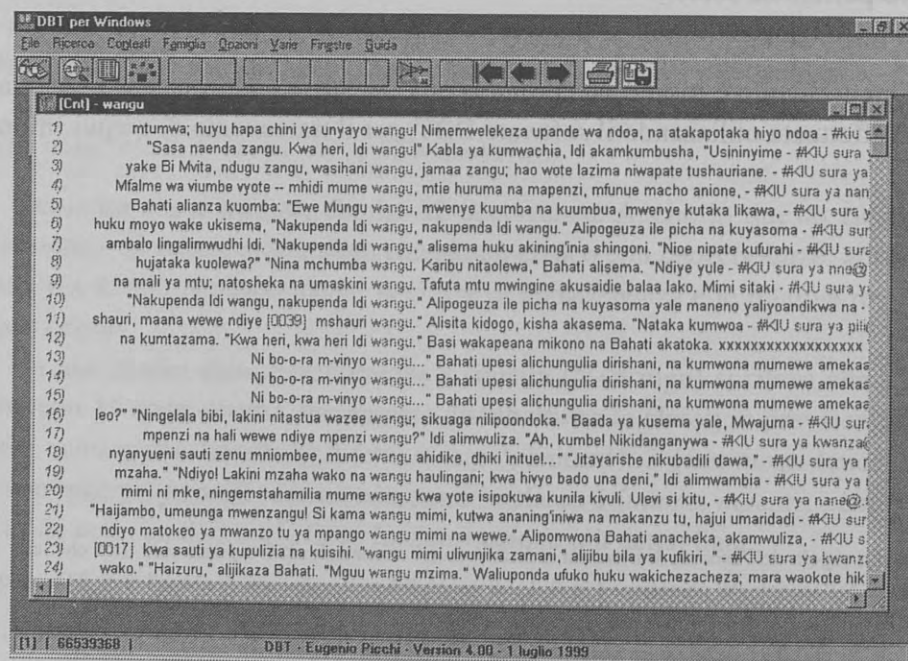 DBT per Windows
File Ricerca Contesti Famiglia Opzioni Varie Finestre Guida
[Cnt] - wangu
1) mtumwa; huyu hapa chini ya unyayo wangu! Nimemwelekeza upande wa ndoa, na atakapotaka hiyo ndoa - #kiu s
2) "Sasa naenda zangu. Kwa heri, Idi wangu!" Kabla ya kumwachia, Idi akamkumbusha, "Usininyime - #KIU sura y
3) yake Bi Mvita, ndugu zangu, wasihani wangu, jamaa zangu; hao wote lazima niwapate tushauriane. - #KIU sura ya
4) Mfalme wa viumbe vyote -- mhidi mume wangu, mtie huruma na mapenzi, mfunue macho anione, - #KIU sura ya nan
5) Bahati alianza kuomba: "Ewe Mungu wangu, mwenye kuumba na kuumbua, mwenye kutaka likawa, - #KIU sura y
6) huku moyo wake ukisema, "Nakupenda Idi wangu, nakupenda Idi wangu." Alipogeuza ile picha na kuyasoma - #KIU sur
7) ambalo lingalimwudhi Idi. "Nakupenda Idi wangu," alisema huku akining'inia shingoni. "Nioe nipate kufurahi - #KIU sura
8) hujataka kuolewa?" "Nina mchumba wangu. Karibu nitaolewa," Bahati alisema. "Ndiye yule - #KIU sura ya nne@
9) na mali ya mtu; natosheka na umaskini wangu. Tafuta mtu mwingine akusaidie balaa lako. Mimi sitaki - #KIU sura y
10) "Nakupenda Idi wangu, nakupenda Idi wangu." Alipogeuza ile picha na kuyasoma yale maneno yaliyoandikwa na -
11) shauri, maana wewe ndiye [0039] mshauri wangu." Alisita kidogo, kisha akasema. "Nataka kumwoa - #KIU sura ya pili
12) na kumtazama. "Kwa heri, kwa heri Idi wangu." Basi wakapeana mikono na Bahati akatoka. xxxxxxxxxxxxxxxxxx
13) Ni bo-o-ra m-vinyo wangu..." Bahati upesi alichungulia dirishani, na kumwona mumewe amekaa
14) Ni bo-o-ra m-vinyo wangu..." Bahati upesi alichungulia dirishani, na kumwona mumewe amekaa
15) Ni bo-o-ra m-vinyo wangu..." Bahati upesi alichungulia dirishani, na kumwona mumewe amekaa
16) leo?" "Ningelala bibi, lakini nitastua wazee wangu; sikuaga nilipoondoka." Baada ya kusema yale, Mwajuma - #KIU sur
17) mpenzi na hali wewe ndiye mpenzi wangu?" Idi alimwuliza. "Ah, kumbe! Nikidanganywa - #KIU sura ya kwanza
18) nyanyueni sauti zenu mniombee, mume wangu ahidike, dhiki initue!..." "Jitayarishe nikubadili dawa," - #KIU sura ya
19) mzaha." "Ndiyo! Lakini mzaha wako na wangu haulingani; kwa hivyo bado una deni," Idi alimwambia - #KIU sura ya
20) mimi ni mke, ningemstahamilia mume wangu kwa yote isipokuwa kunila kivuli. Ulevi si kitu, - #KIU sura ya nane@.
21) "Haijambo, umeunga mwenzangu! Si kama wangu mimi, kutwa ananing'iniwa na makanzu tu, hajui umaridadi - #KIU sur
22) ndiyo matokeo ya mwanzo tu ya mpango wangu mimi na wewe." Alipomwona Bahati anacheka, akamwuliza, - #KIU s
23) [0017] kwa sauti ya kupulizia na kuisihi. "wangu mimi ulivunjika zamani," alijibu bila ya kufikiri, " - #KIU sura ya kwanz
24) wako." "Haizuru," alijikaza Bahati. "Mguu wangu mzima." Waliuponda ufuko huku wakichezacheza; mara waokote hik
[1] [ 66539368 ] DBT - Eugenio Picchi - Version 4.00 - 1 luglio 1999